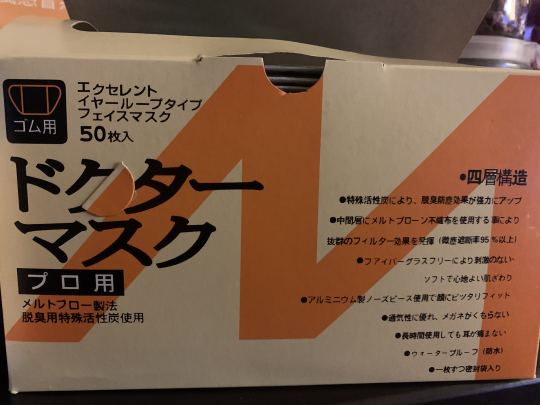 ゴム用
エクセレント
イヤーループタイプ
フェイスマスク
50枚入
ドクター
マスク
プロ用
メルトフロー製法
脱臭用特殊活性炭使用
•四層構造
●特殊活性炭により、脱臭防塵効果が強力にアップ
●中間層にメルトブローン不織布を使用する事により
抜群のフィルター効果を発揮（微塵遮断率95％以上）
●フアイバーグラスフリーにより刺激のない·
ソフトで心地よい肌ざわり
●アルミニウム製ノーズピース使用で顔にピッタリフィット
●通気性に優れ、メガネがくもらない
●長時間使用しても耳が痛まない
●ウォータープルーフ（防水）
●一枚ずつ密封袋入り